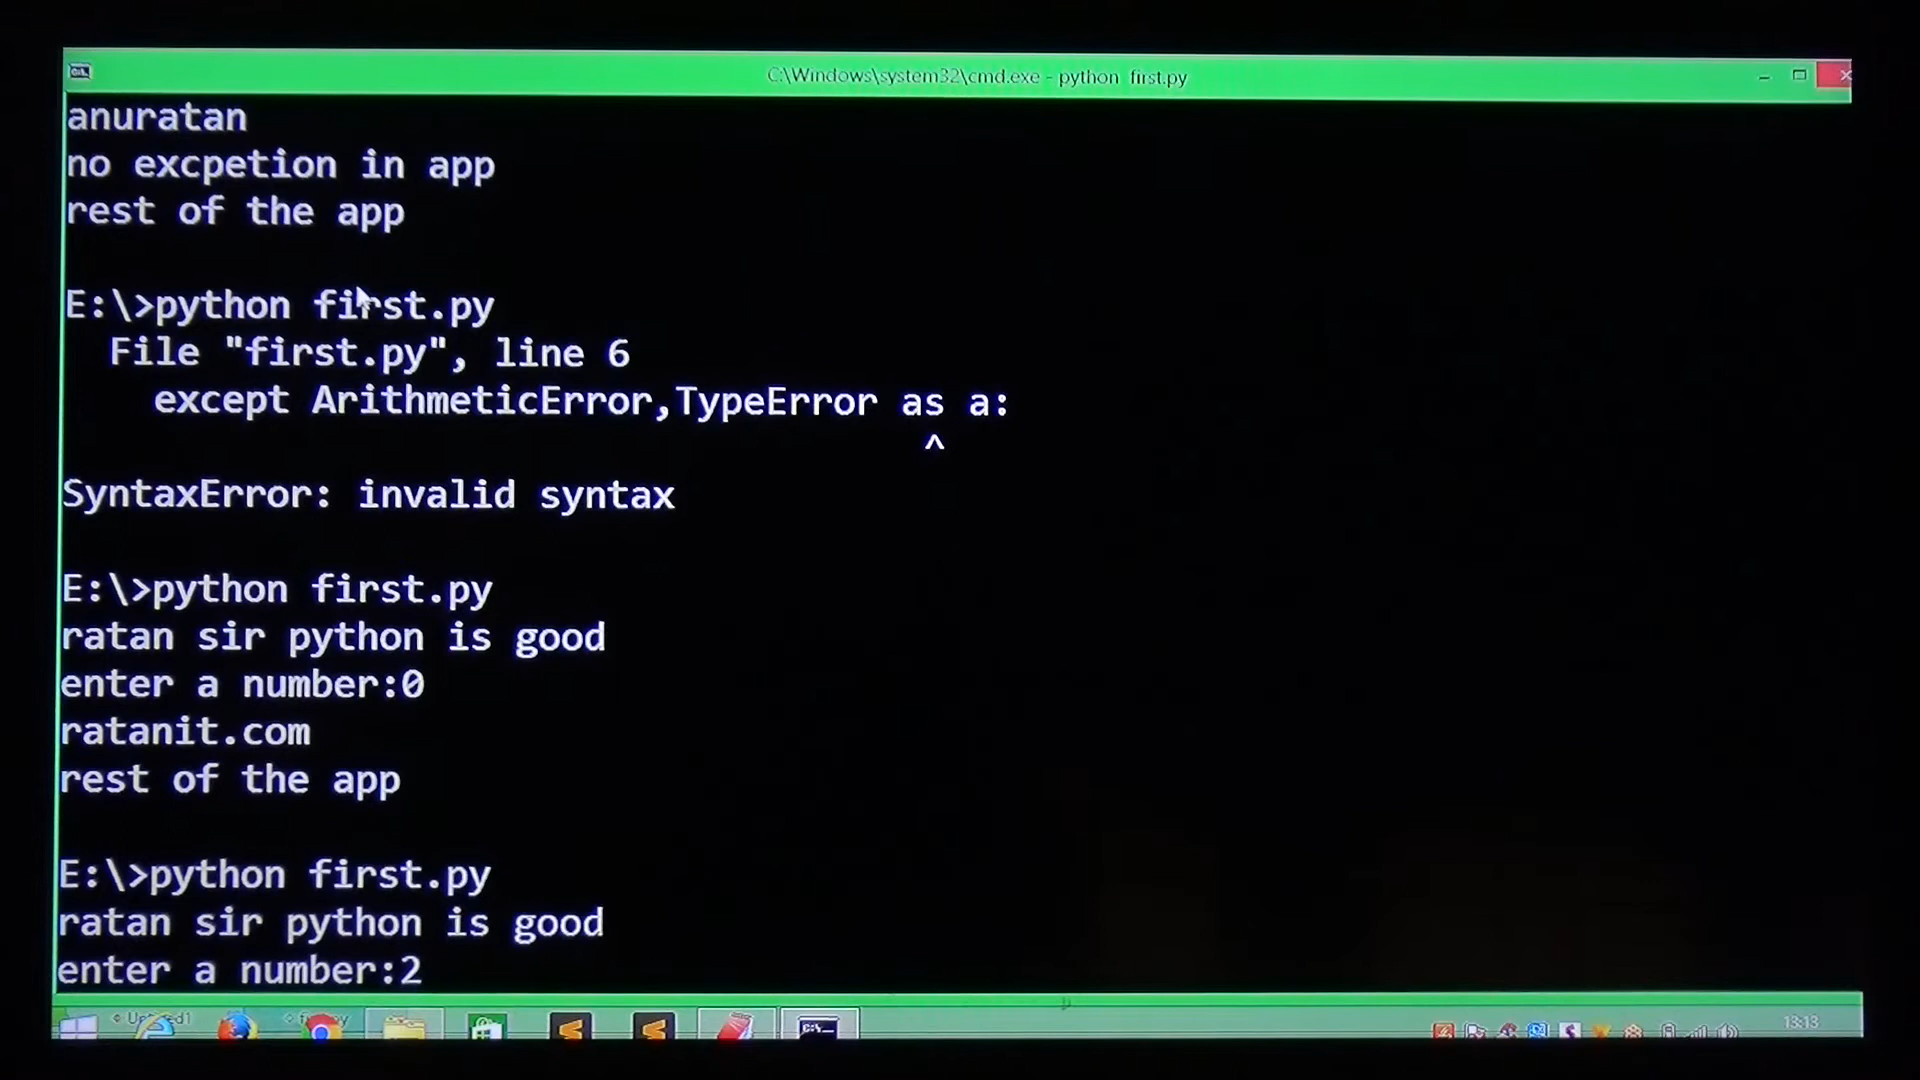 C:\Windows\system32\cmd.exe - python first.py
anuratan
no excpetion in app
rest of the app
E:\>python first.py
File "first.py", line 6
except ArithmeticError,TypeError as a:
^
SyntaxError: invalid syntax
E:\>python first.py
ratan sir python is good
enter a number:0
ratanit.com
rest of the app
E:\>python first.py
ratan sir python is good
enter a number:2
13:13